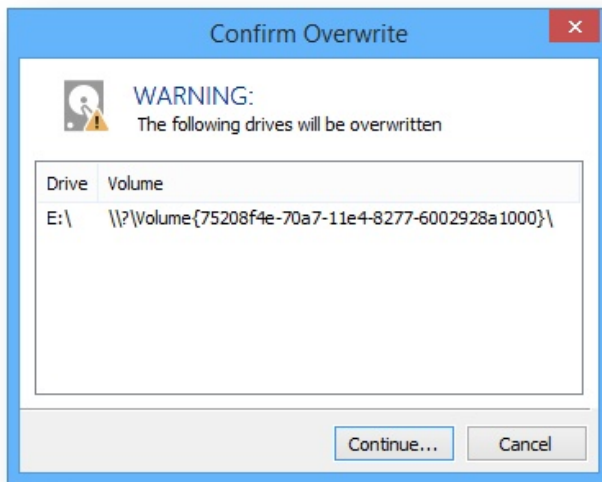 Confirm Overwrite
WARNING:
The following drives will be overwritten
Drive Volume
E:\ \\?\Volume{75208f4e-70a7-11e4-8277-6002928a1000}\
Continue... Cancel